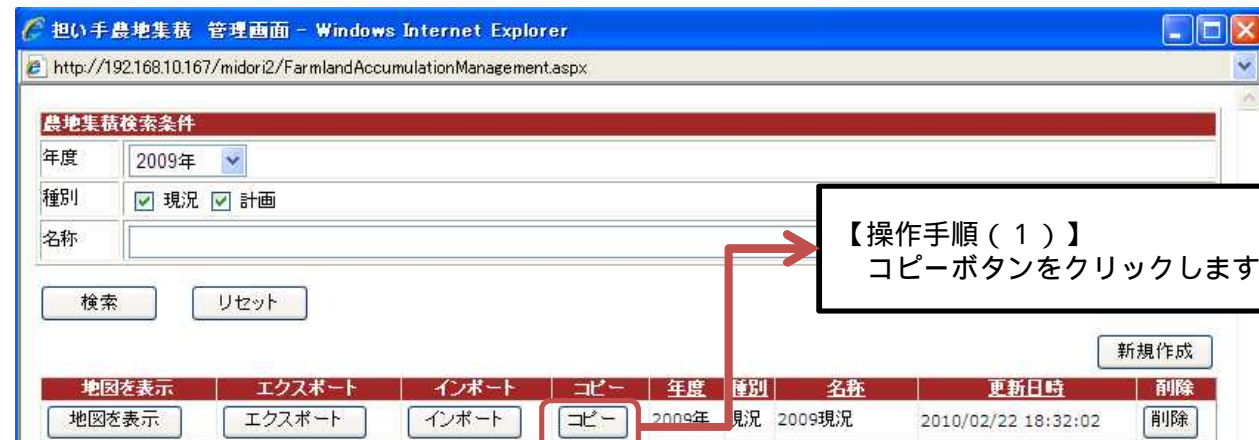 担い手農地集積 管理画面 - Windows Internet Explorer
http://192.168.10.167/midori2/FarmlandAccumulationManagement.aspx
農地集積検索条件
年度 2009年
種別 現況 計画
名称
【操作手順（１）】
コピーボタンをクリックします
検索 リセット
新規作成
地図を表示 エクスポート インポート コピー 年度 種別 名称 更新日時 削除
地図を表示 エクスポート インポート コピー 2009年 現況 2009現況 2010/02/22 18:32:02 削除